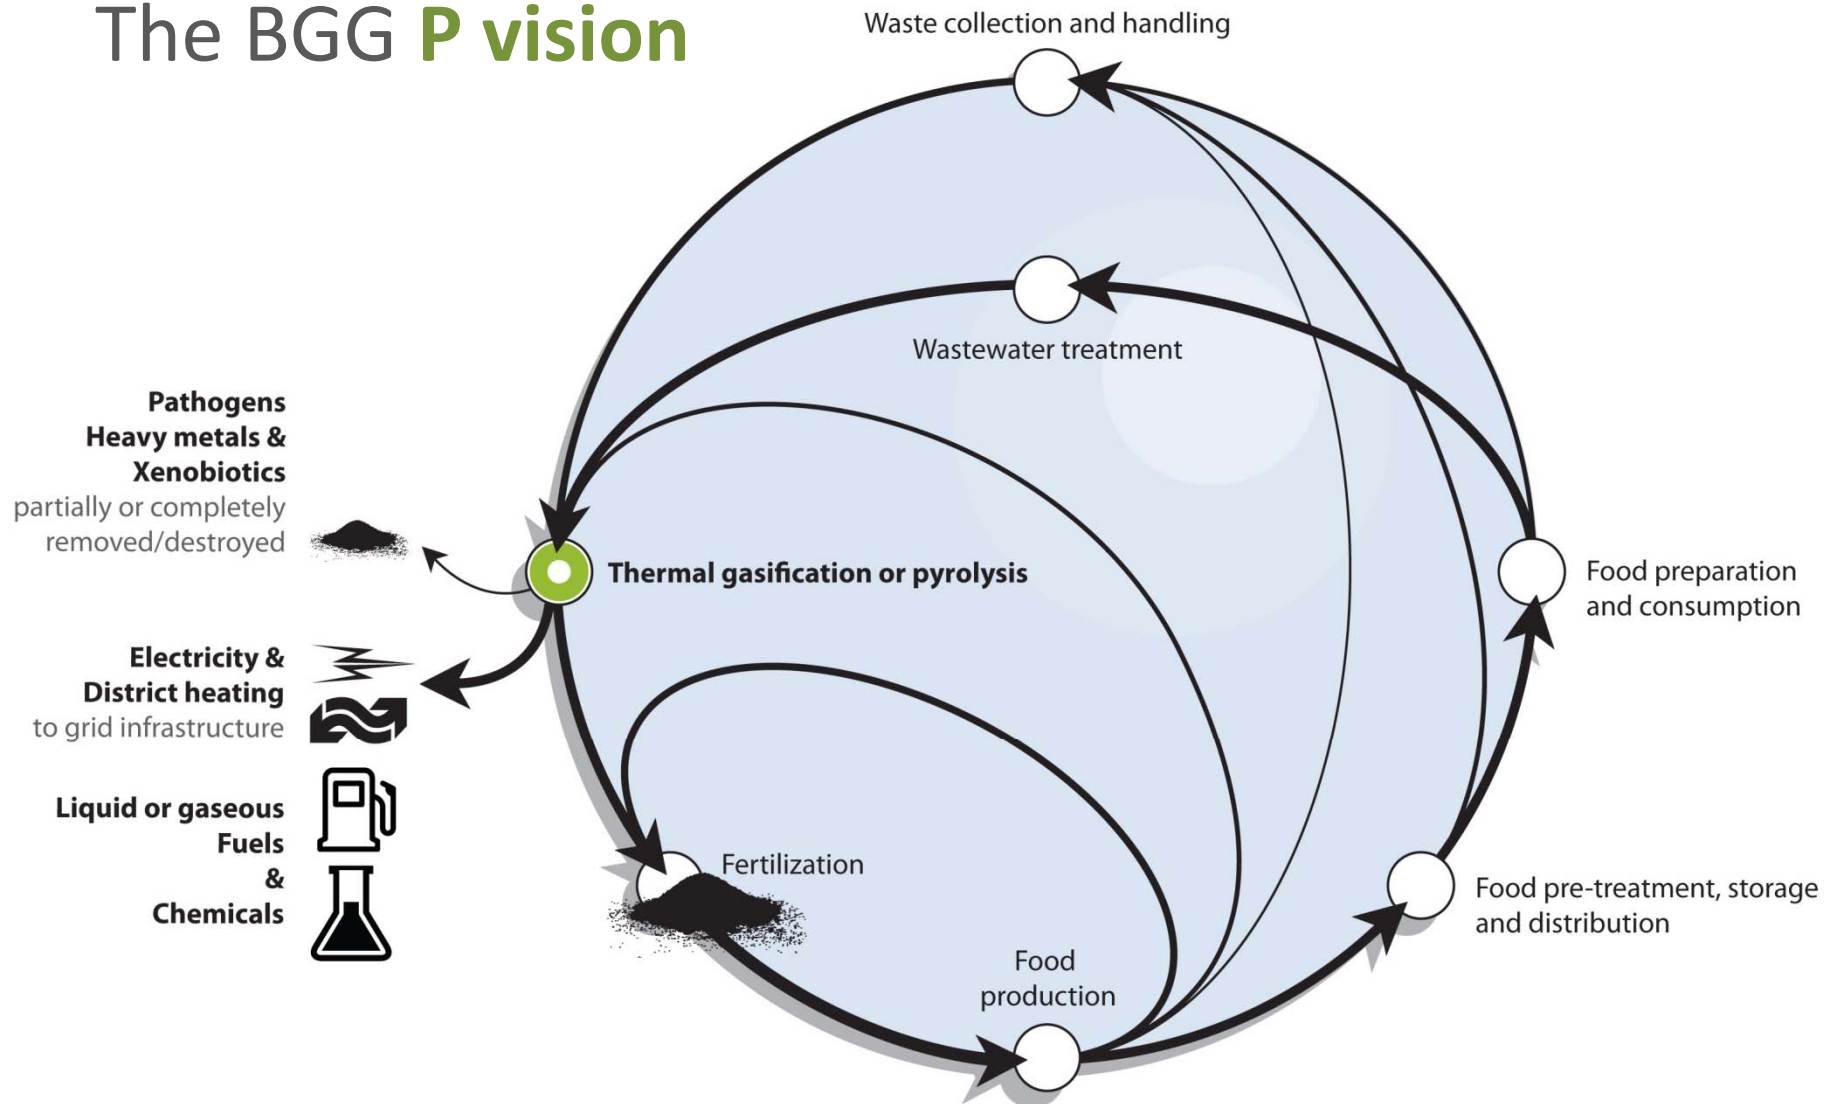 The BGG P vision
Waste collection and handling
Wastewater treatment
Pathogens
Heavy metals &
Xenobiotics
partially or completely
removed/destroyed
Thermal gasification or pyrolysis
Food preparation
and consumption
Electricity &
District heating
to grid infrastructure
Liquid or gaseous
Fuels
&
Chemicals
Fertilization
Food pre-treatment, storage
and distribution
Food
production